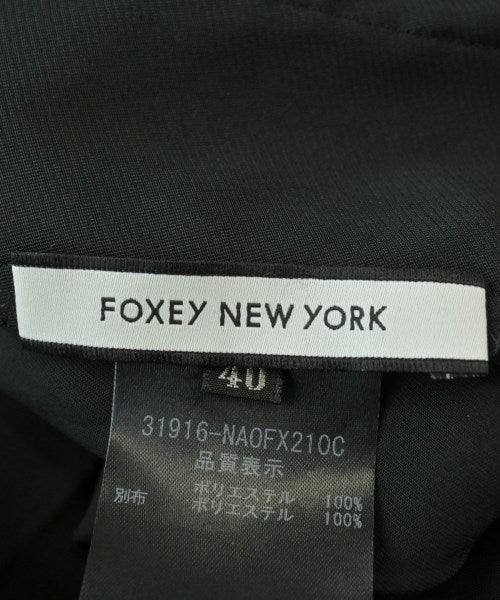 FOXEY NEW YORK
40
31916-NAOFX210C
品質表示
ポリエステル 100%
別布 ポリエステル 100%